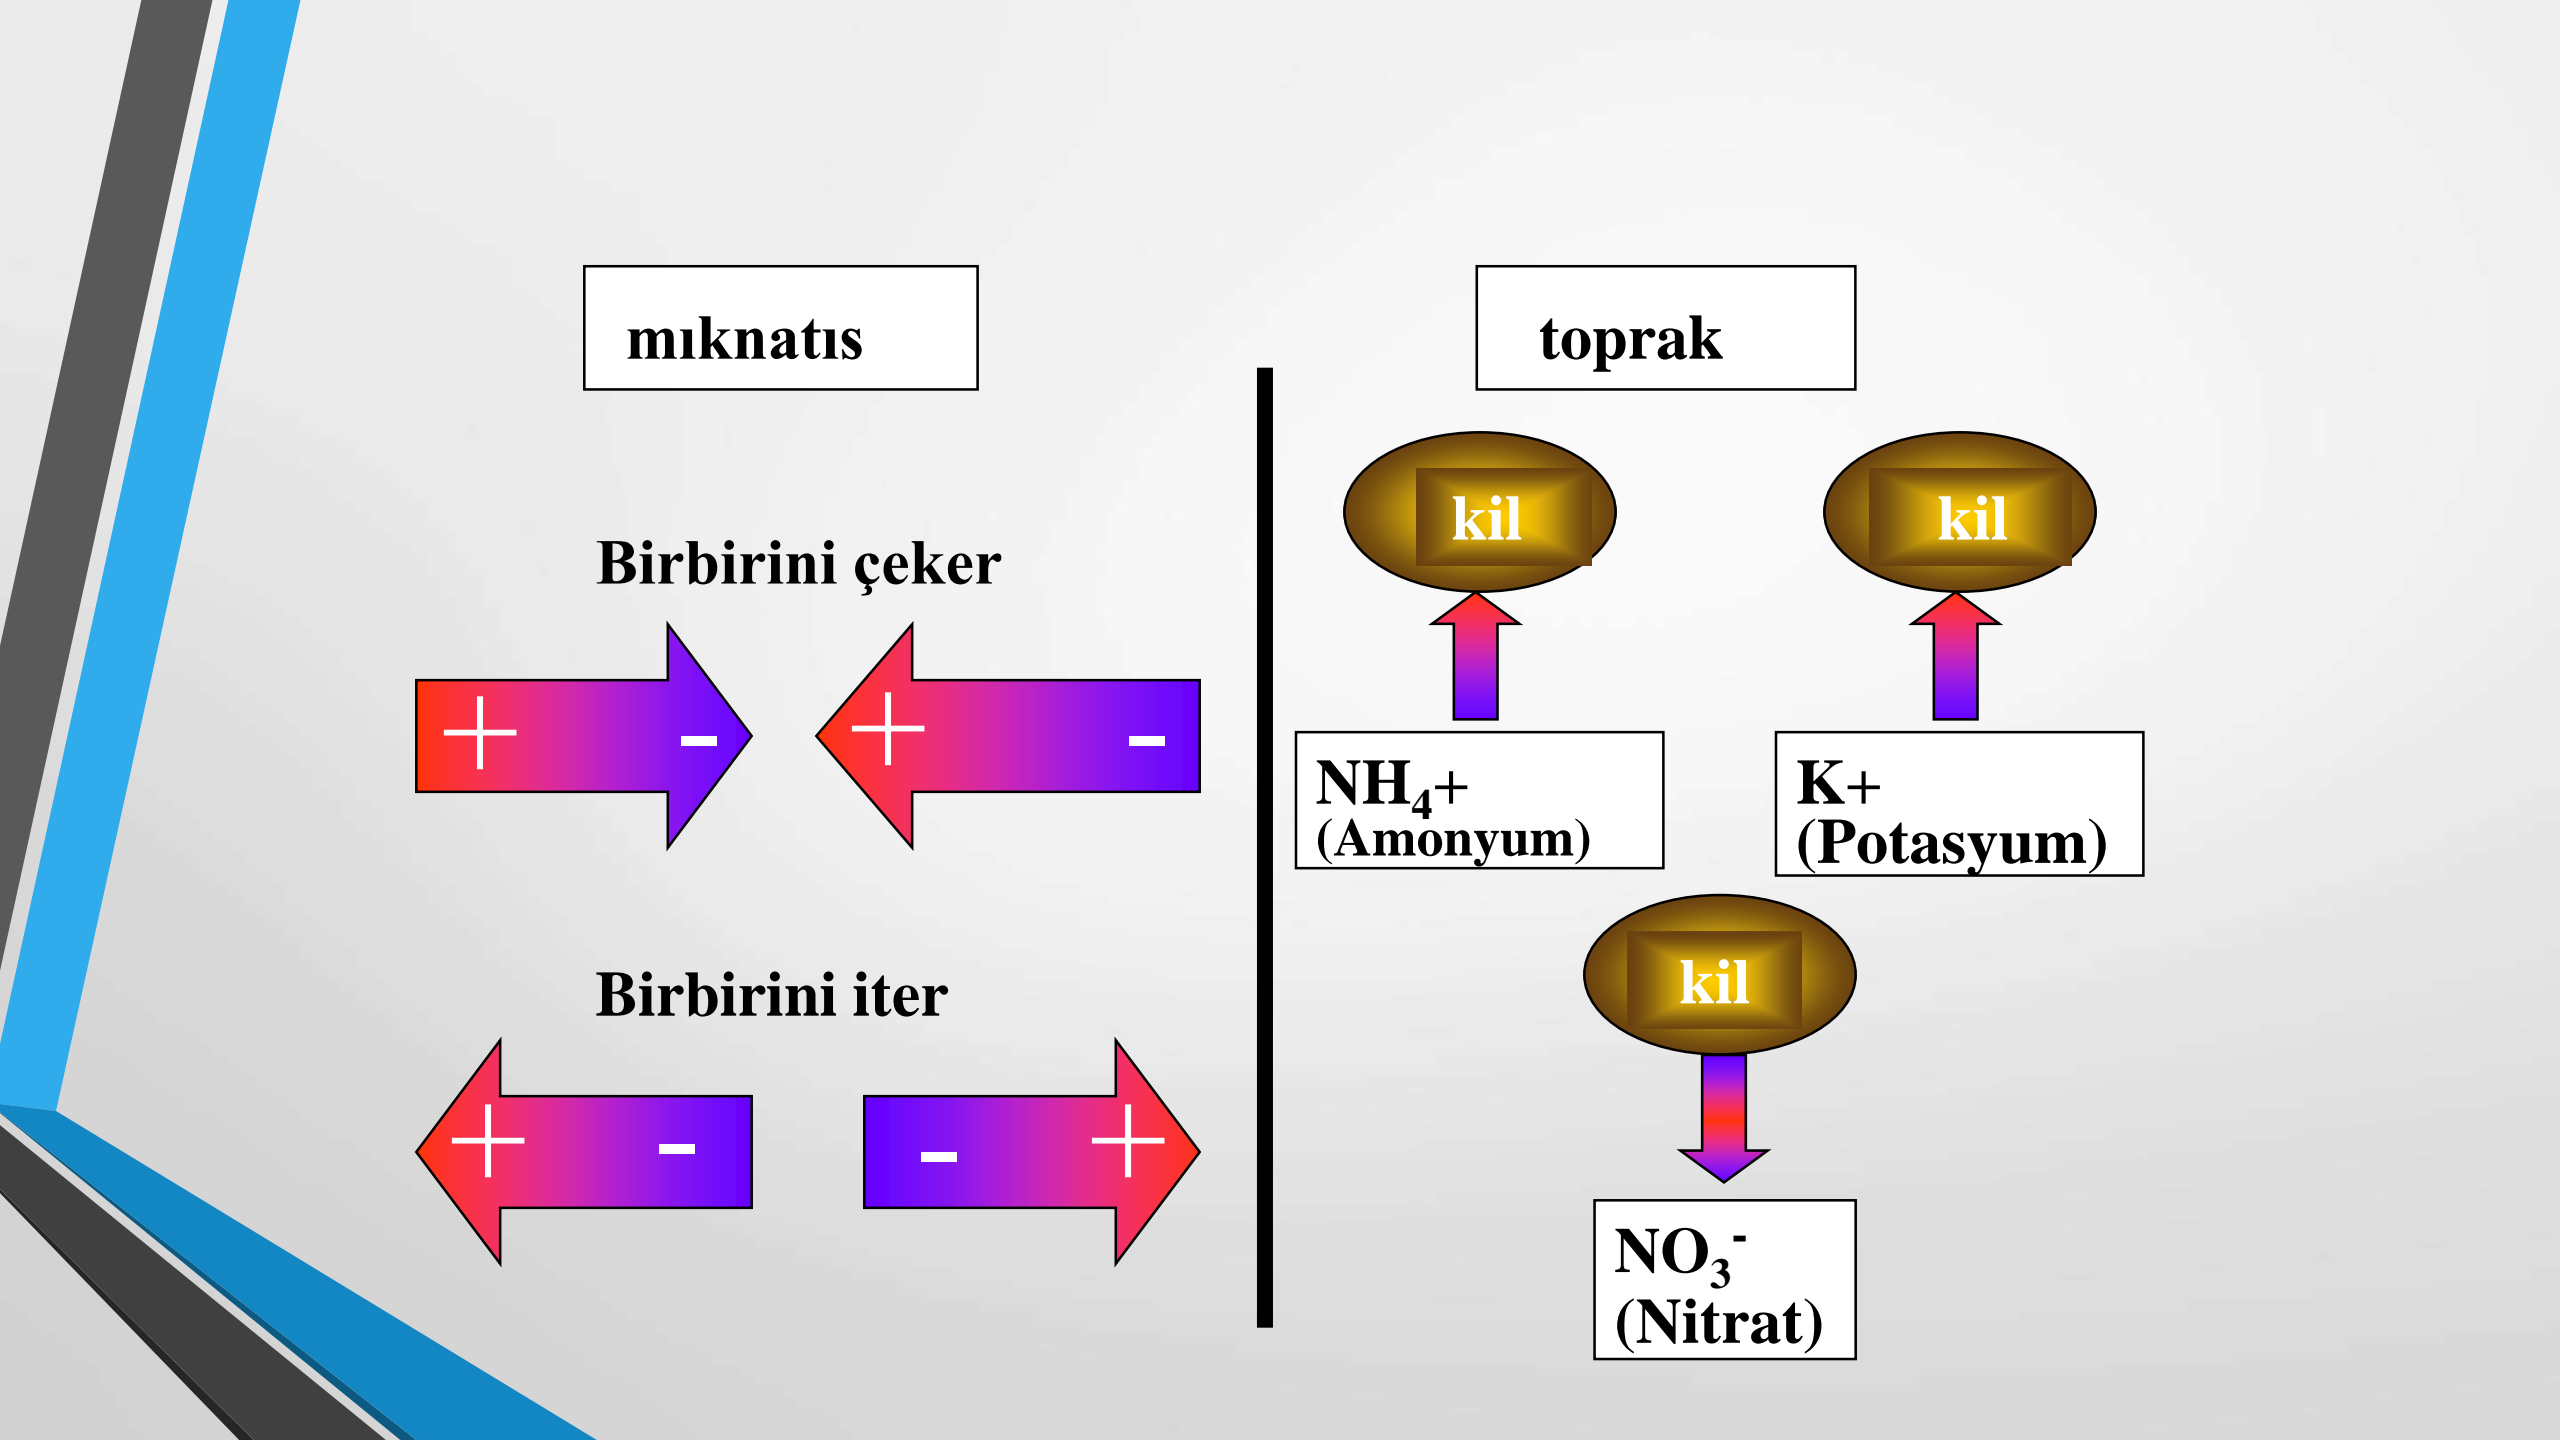 mıknatıs
Birbirini çeker
+ -
+ -
Birbirini iter
+ -
- +
toprak
kil
kil
NH₄+
(Amonyum)
K+
(Potasyum)
kil
NO₃⁻
(Nitrat)